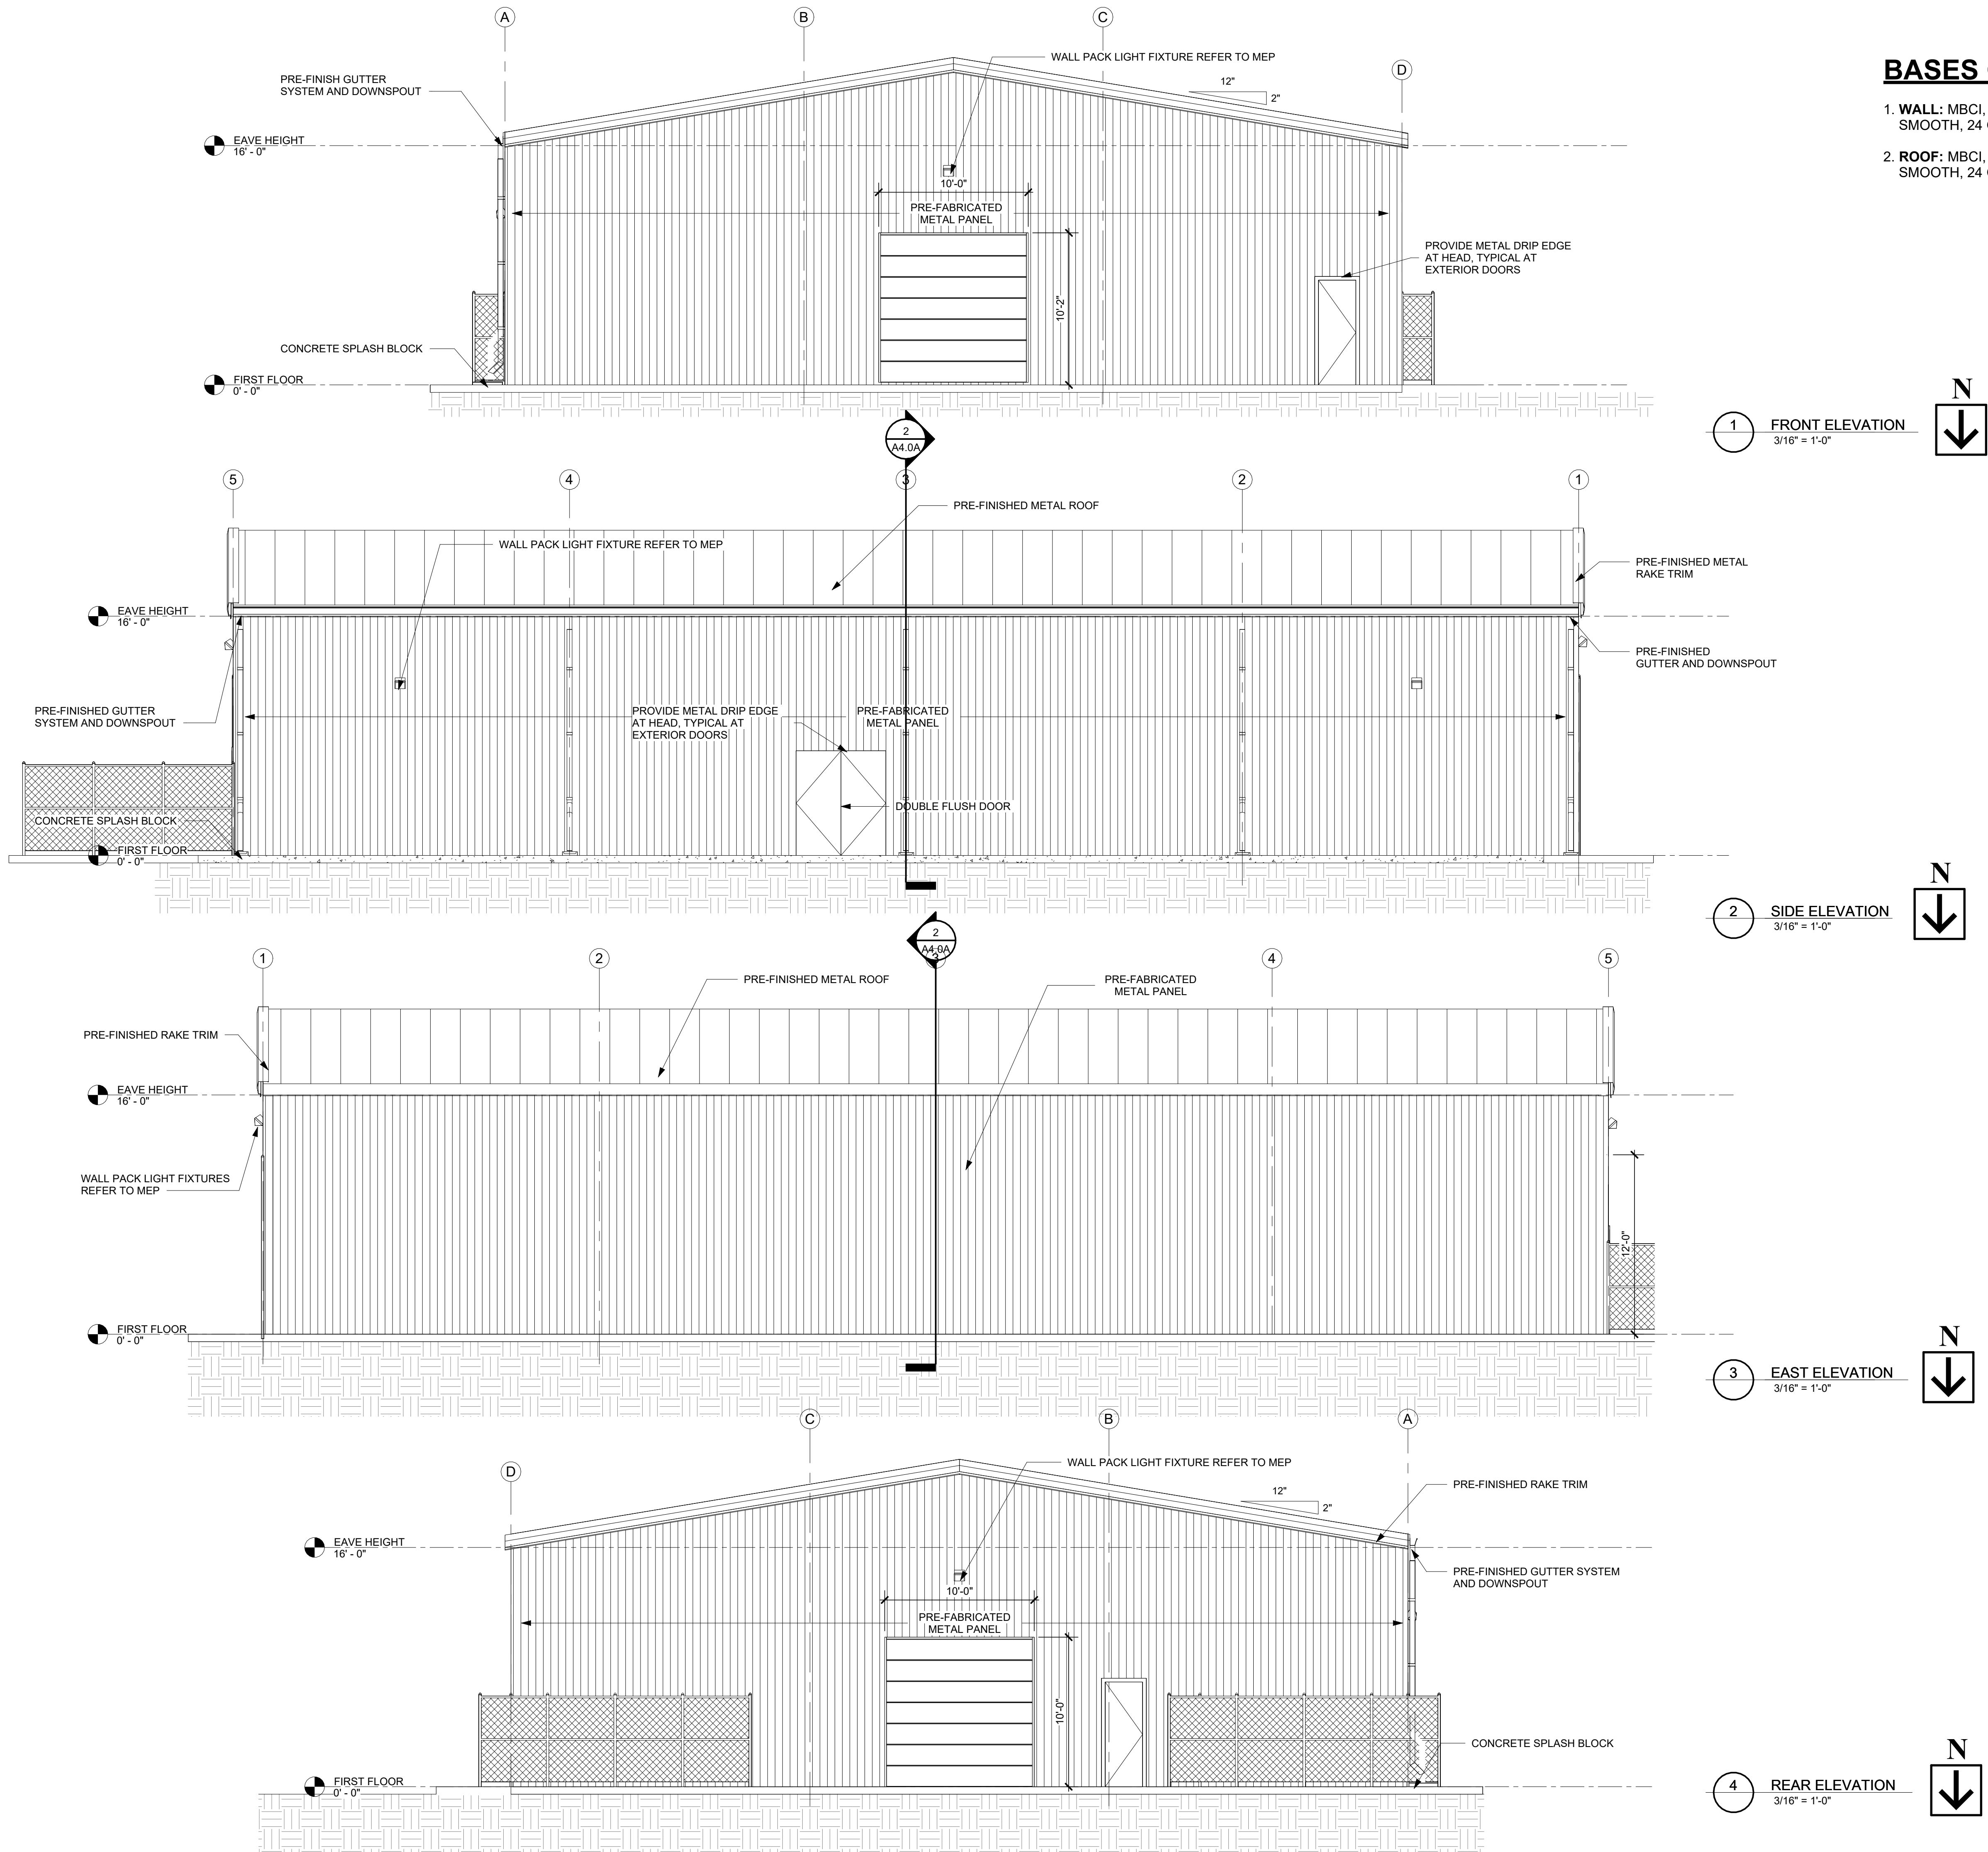 A
B
C
D
WALL PACK LIGHT FIXTURE REFER TO MEP
12"
2"
PRE-FINISH GUTTER
SYSTEM AND DOWNSPOUT
EAVE HEIGHT
16' - 0"
10'-0"
PRE-FABRICATED
METAL PANEL
10'-2"
PROVIDE METAL DRIP EDGE
AT HEAD, TYPICAL AT
EXTERIOR DOORS
CONCRETE SPLASH BLOCK
FIRST FLOOR
0' - 0"
BASES
1. WALL: MBCI,
SMOOTH, 24
2. ROOF: MBCI,
SMOOTH, 24
1
FRONT ELEVATION
3/16" = 1'-0"
N
2
A4.0A
5
4
3
2
1
PRE-FINISHED METAL ROOF
WALL PACK LIGHT FIXTURE REFER TO MEP
PRE-FINISHED METAL
RAKE TRIM
EAVE HEIGHT
16' - 0"
PRE-FINISHED
GUTTER AND DOWNSPOUT
PRE-FINISHED GUTTER
SYSTEM AND DOWNSPOUT
PROVIDE METAL DRIP EDGE
AT HEAD, TYPICAL AT
EXTERIOR DOORS
PRE-FABRICATED
METAL PANEL
DOUBLE FLUSH DOOR
CONCRETE SPLASH BLOCK
FIRST FLOOR
0' - 0"
2
SIDE ELEVATION
3/16" = 1'-0"
N
2
A4.0A
1
2
3
4
5
PRE-FINISHED METAL ROOF
PRE-FABRICATED
METAL PANEL
PRE-FINISHED RAKE TRIM
EAVE HEIGHT
16' - 0"
WALL PACK LIGHT FIXTURES
REFER TO MEP
12'-0"
FIRST FLOOR
0' - 0"
3
EAST ELEVATION
3/16" = 1'-0"
N
D
C
B
A
WALL PACK LIGHT FIXTURE REFER TO MEP
12"
2"
PRE-FINISHED RAKE TRIM
EAVE HEIGHT
16' - 0"
PRE-FINISHED GUTTER SYSTEM
AND DOWNSPOUT
10'-0"
PRE-FABRICATED
METAL PANEL
10'-0"
CONCRETE SPLASH BLOCK
FIRST FLOOR
0' - 0"
4
REAR ELEVATION
3/16" = 1'-0"
N